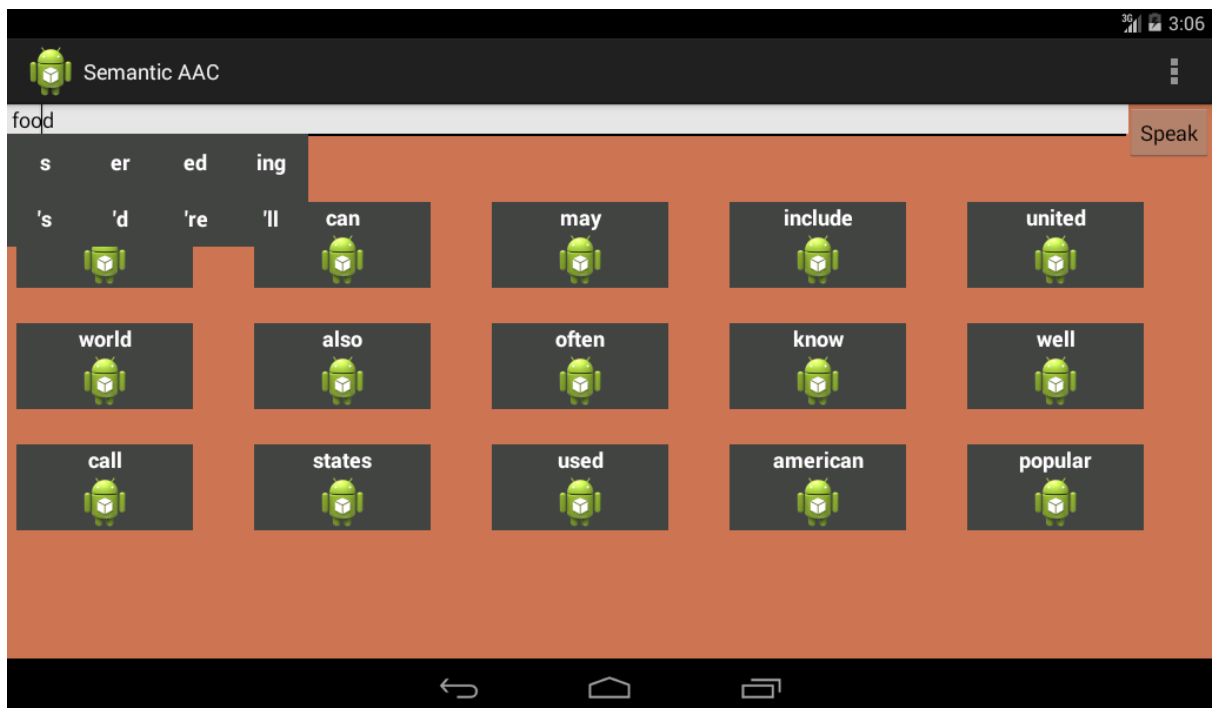 3G 3:06
Semantic AAC
food
Speak
s er ed ing
's 'd 're 'll
can may include united
world also often know well
call states used american popular